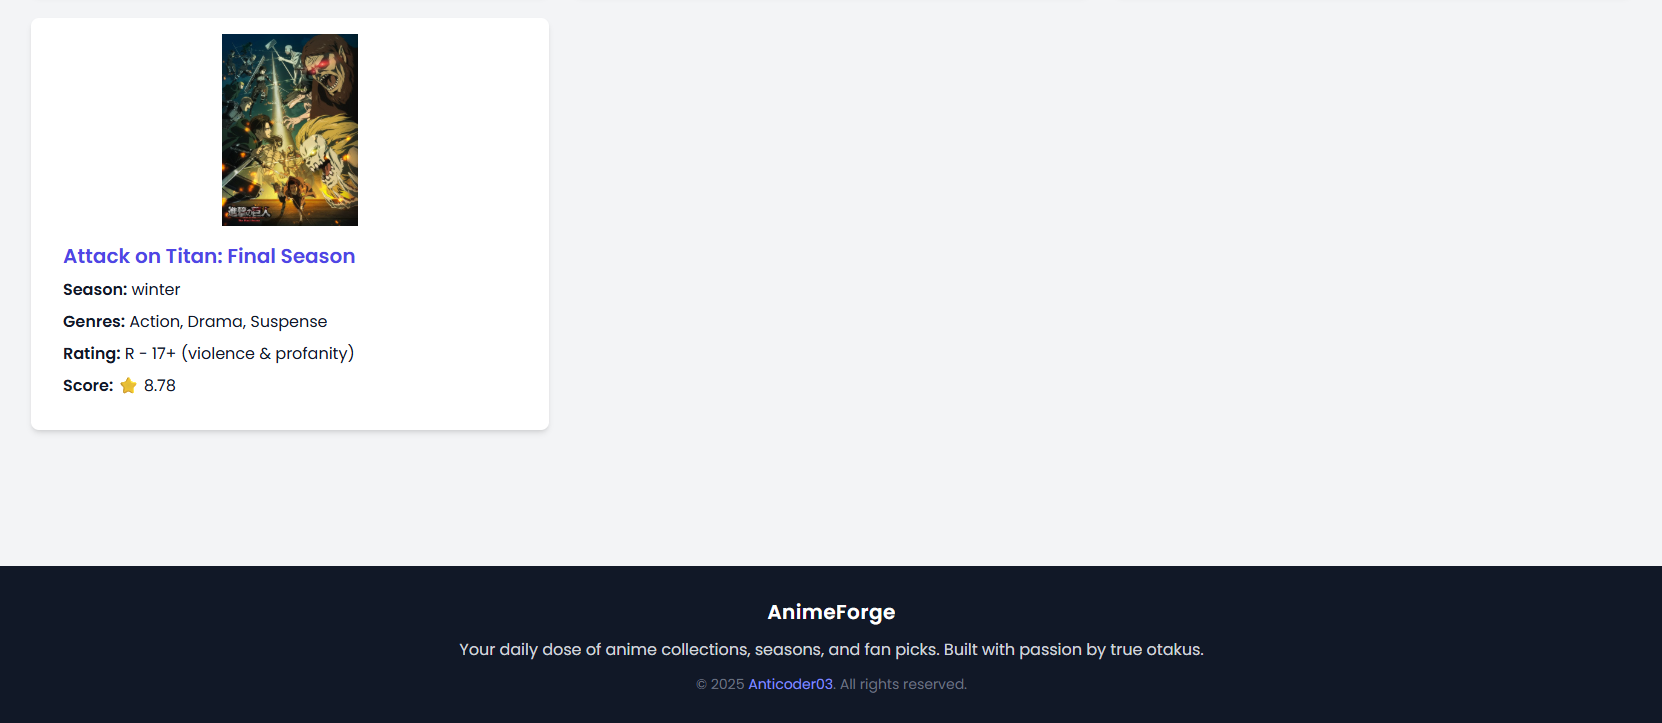 進撃の巨人
Attack on Titan: Final Season
Season: winter
Genres: Action, Drama, Suspense
Rating: R - 17+ (violence & profanity)
Score: ⭐ 8.78
AnimeForge
Your daily dose of anime collections, seasons, and fan picks. Built with passion by true otakus.
© 2025 Anticoder03. All rights reserved.